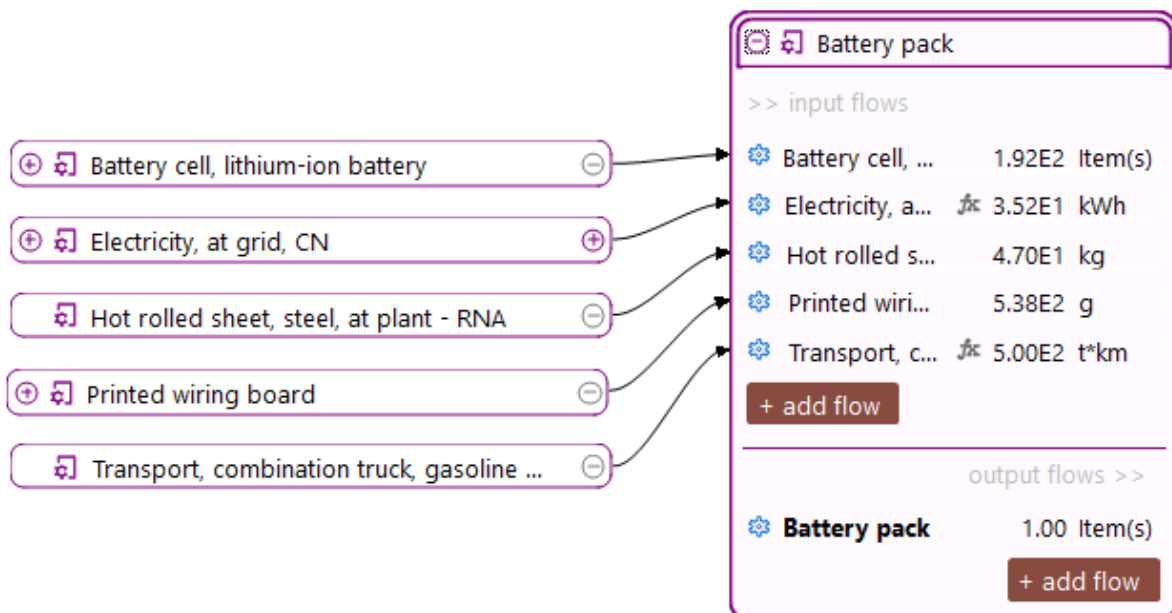 Battery pack
>> input flows
Battery cell, lithium-ion battery
Battery cell, ... 1.92E2 Item(s)
Electricity, at grid, CN
Electricity, a... fx 3.52E1 kWh
Hot rolled sheet, steel, at plant - RNA
Hot rolled s... 4.70E1 kg
Printed wiring board
Printed wiri... 5.38E2 g
Transport, combination truck, gasoline ...
Transport, c... fx 5.00E2 t*km
+ add flow
output flows >>
Battery pack 1.00 Item(s)
+ add flow